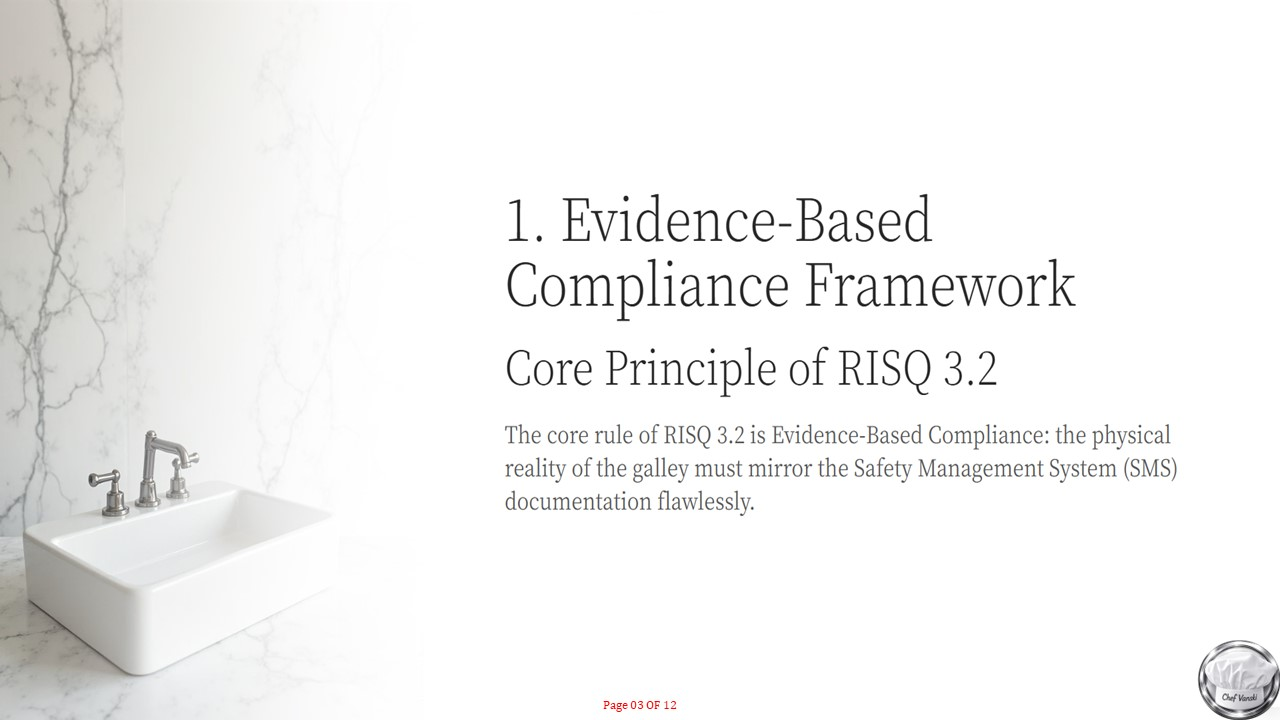 1. Evidence-Based
Compliance Framework
Core Principle of RISQ 3.2
The core rule of RISQ 3.2 is Evidence-Based Compliance: the physical
reality of the galley must mirror the Safety Management System (SMS)
documentation flawlessly.
Page 03 OF 12
Chef Vanski